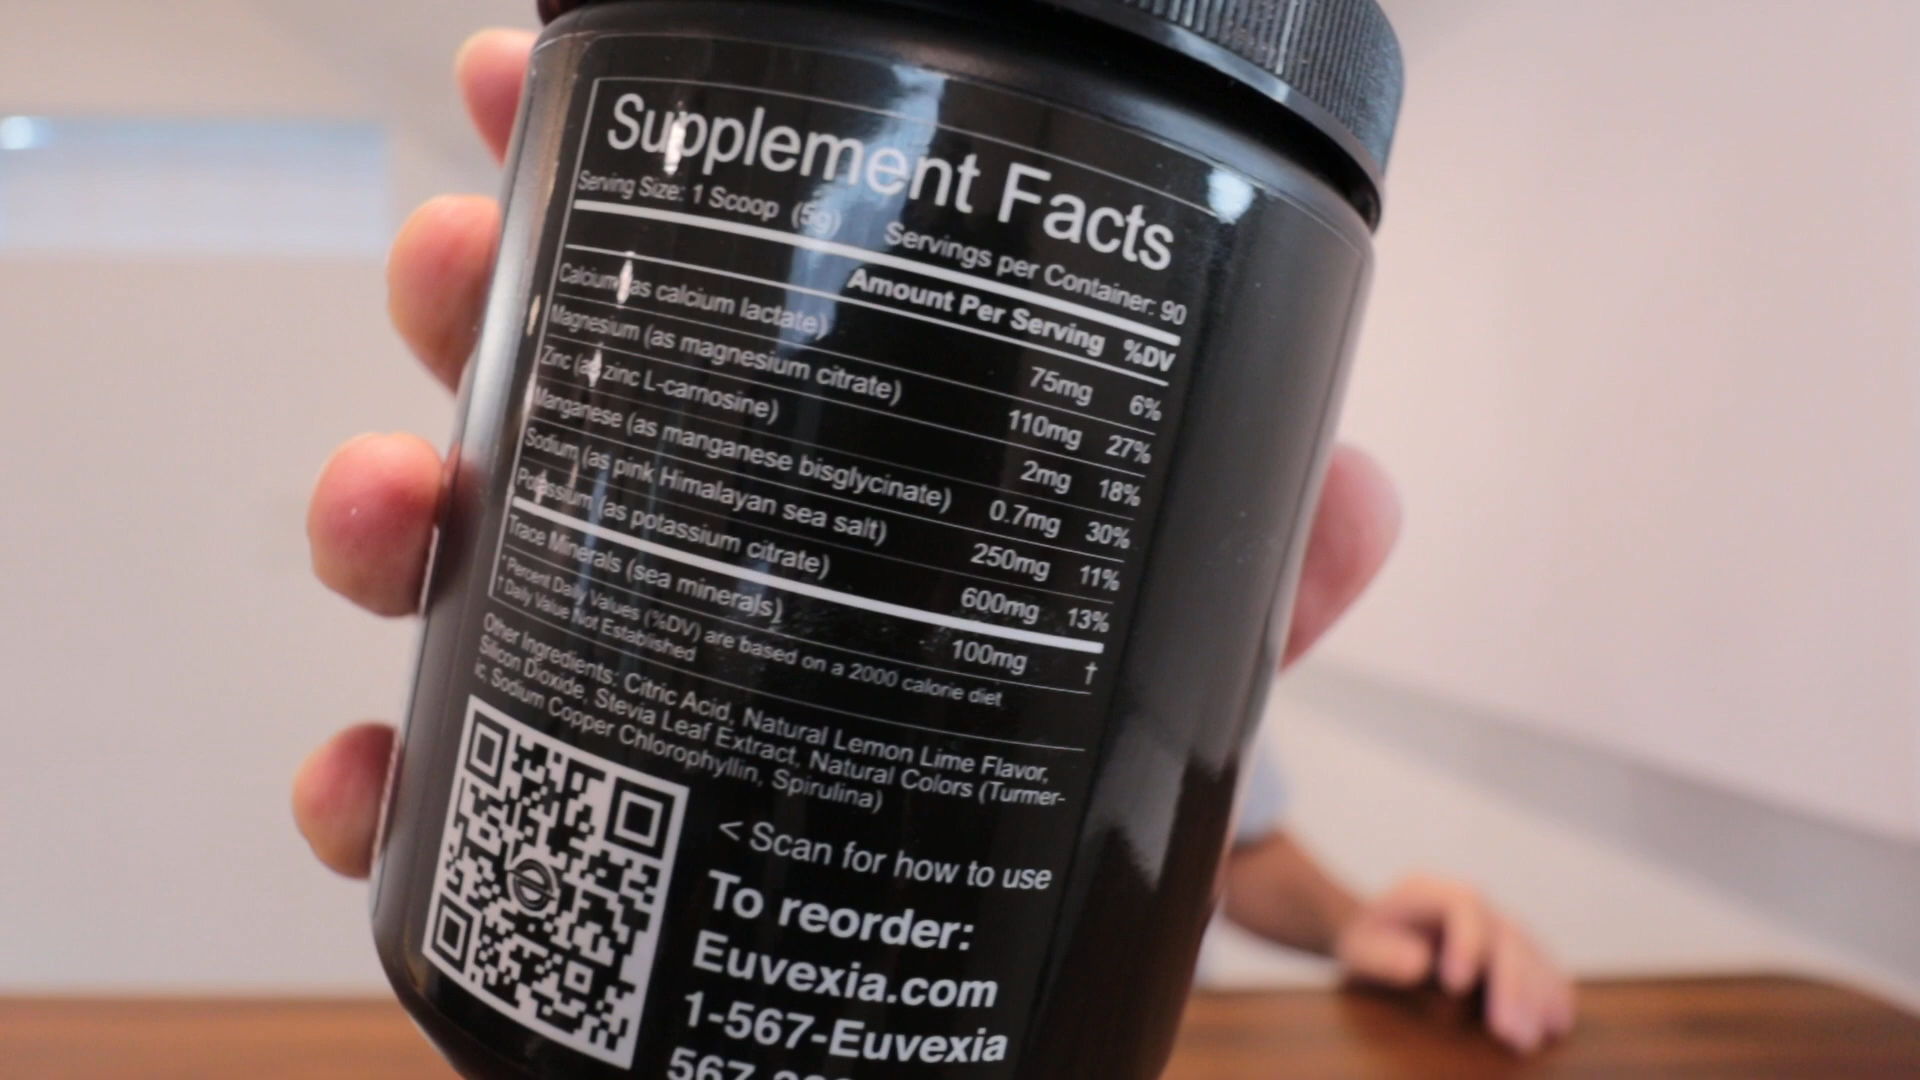 Supplement Facts
Serving Size: 1 Scoop (5g) Servings per Container: 90
Amount Per Serving %DV
Calcium (as calcium lactate) 75mg 6%
Magnesium (as magnesium citrate) 110mg 27%
Zinc (as zinc L-carnosine) 2mg 18%
Manganese (as manganese bisglycinate) 0.7mg 30%
Sodium (as pink Himalayan sea salt) 250mg 11%
Potassium (as potassium citrate) 600mg 13%
Trace Minerals (sea minerals) 100mg †
* Percent Daily Values (%DV) are based on a 2000 calorie diet
† Daily Value Not Established
Other Ingredients: Citric Acid, Natural Lemon Lime Flavor,
Silicon Dioxide, Stevia Leaf Extract, Natural Colors (Turmer-
ic, Sodium Copper Chlorophyllin, Spirulina)
< Scan for how to use
To reorder:
Euvexia.com
1-567-Euvexia